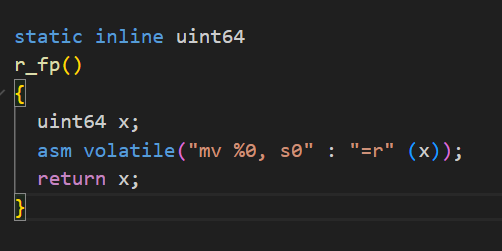 static inline uint64
r_fp()
{
  uint64 x;
  asm volatile("mv %0, s0" : "=r" (x));
  return x;
}